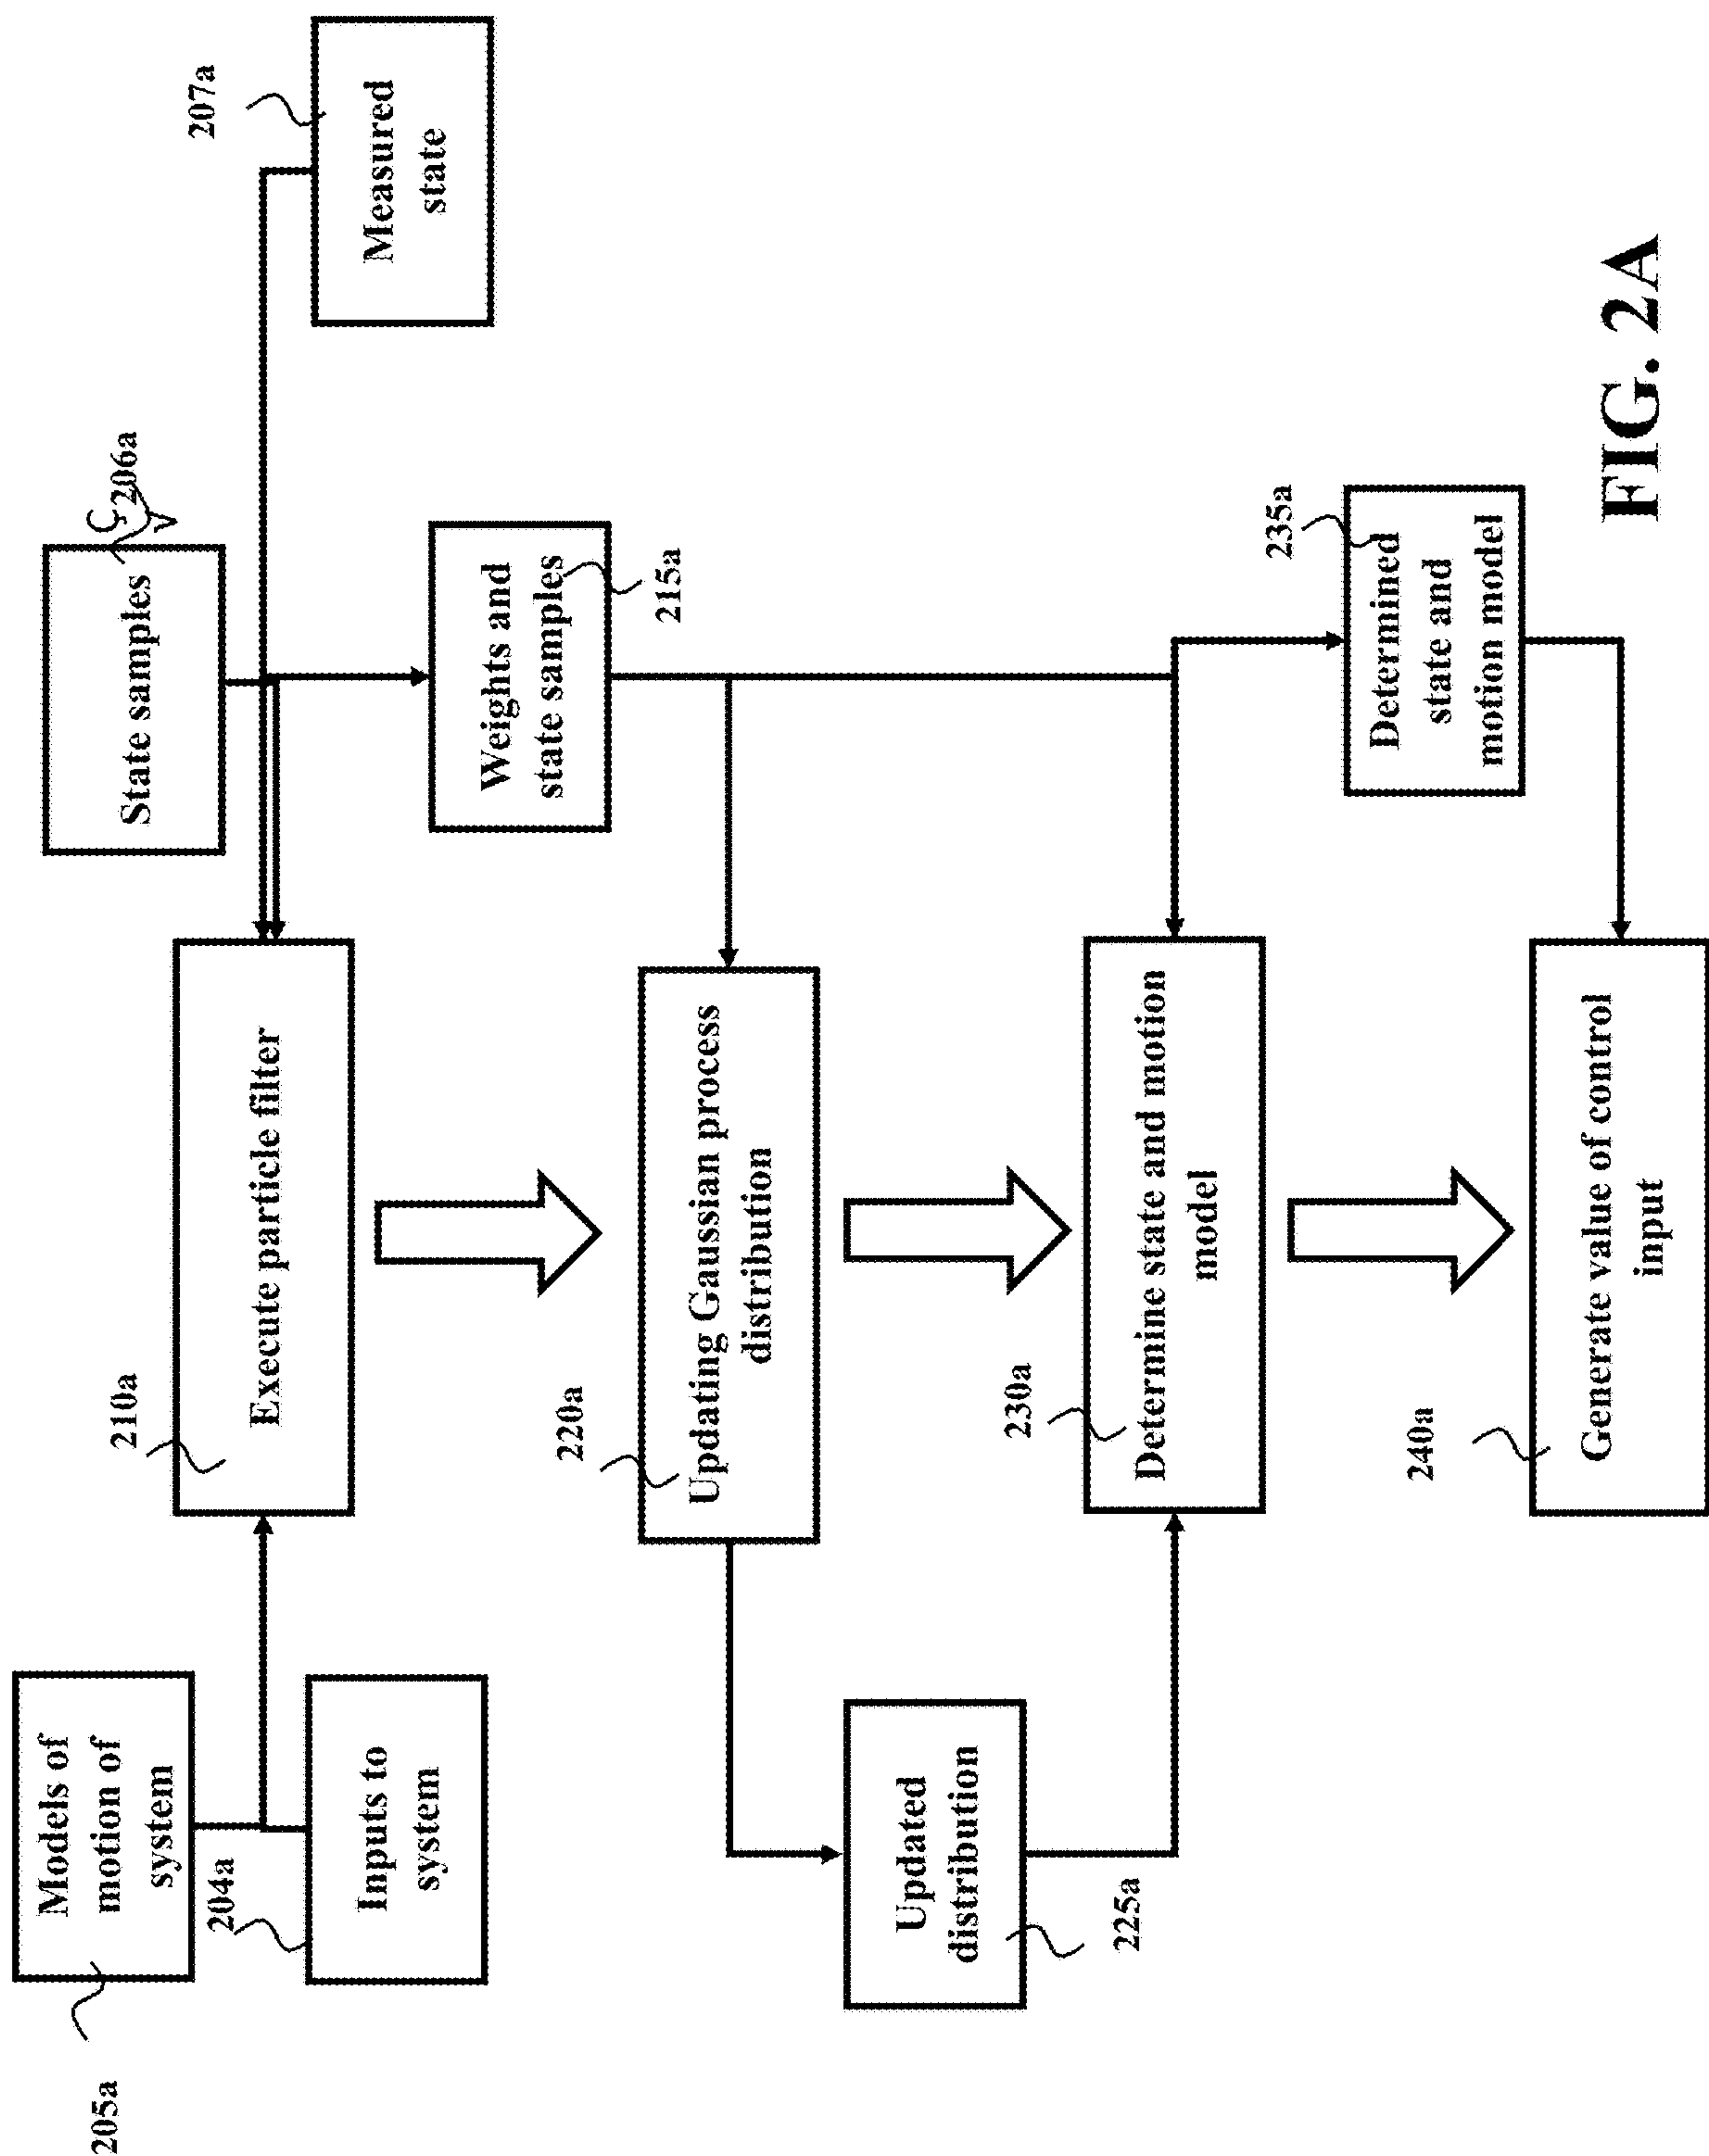 205a
Models of
motion of
system
204a
Inputs to
system
210a
Execute particle filter
State samples
206a
207a
Measured
state
Weights and
state samples
215a
220a
Updating Gaussian process
distribution
Updated
distribution
225a
230a
Determine state and motion
model
235a
Determined
state and
motion model
240a
Generate value of control
input
FIG. 2A